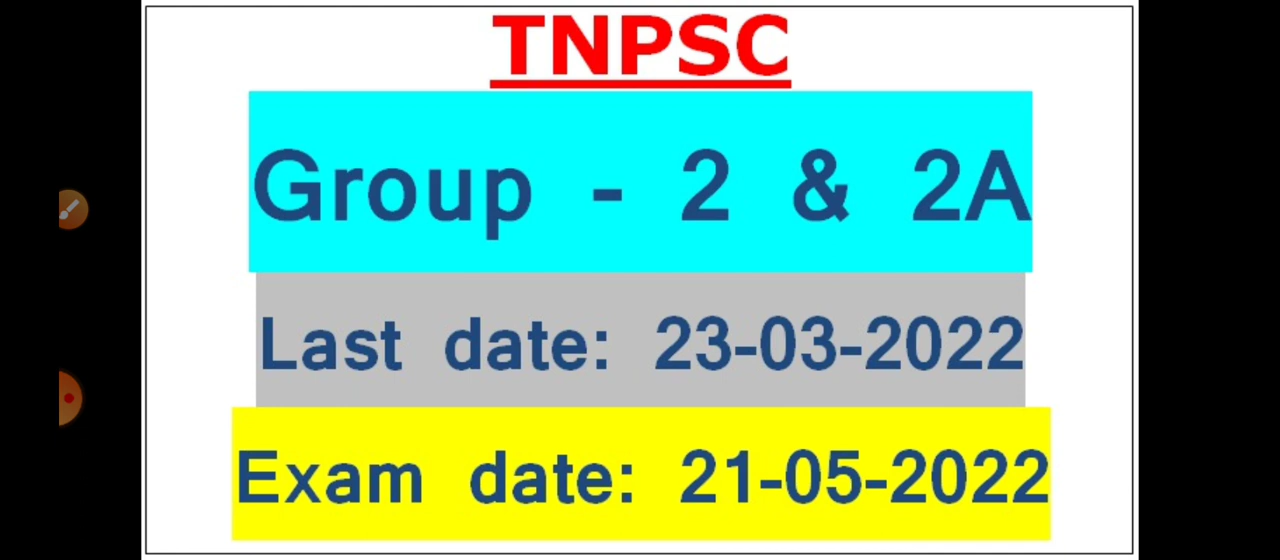 TNPSC
Group - 2 & 2A
Last date: 23-03-2022
Exam date: 21-05-2022